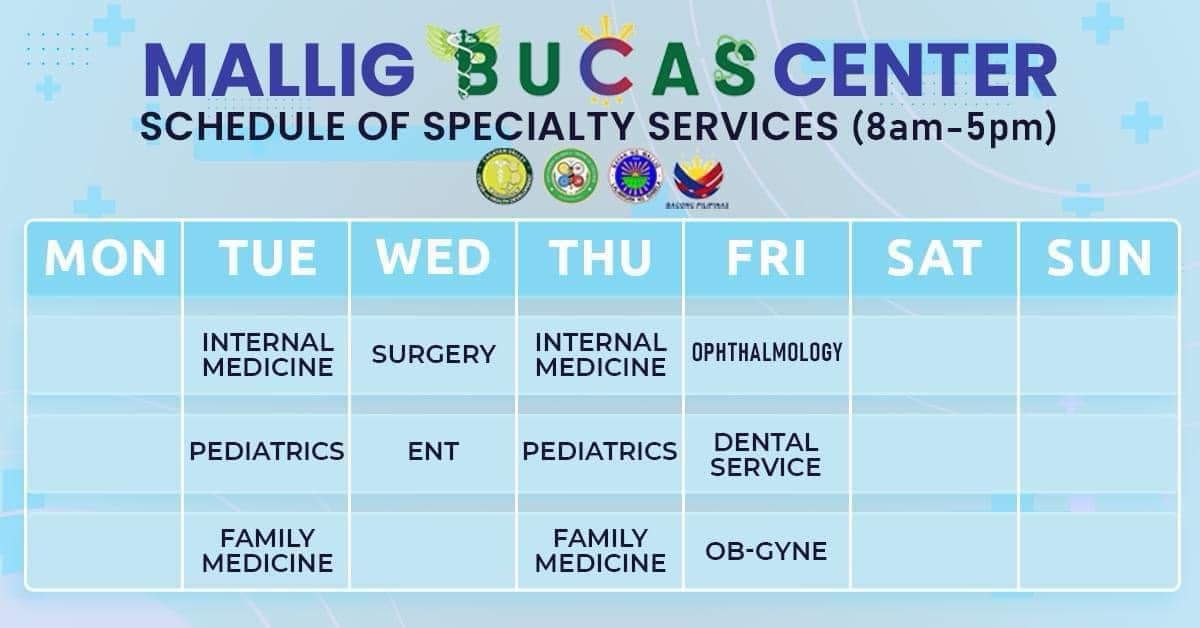 MALLIG BUCAS CENTER
SCHEDULE OF SPECIALTY SERVICES (8am-5pm)
BAGONG PILIPINAS
MON TUE WED THU FRI SAT SUN
INTERNAL MEDICINE SURGERY INTERNAL MEDICINE OPHTHALMOLOGY
PEDIATRICS ENT PEDIATRICS DENTAL SERVICE
FAMILY MEDICINE FAMILY MEDICINE OB-GYNE